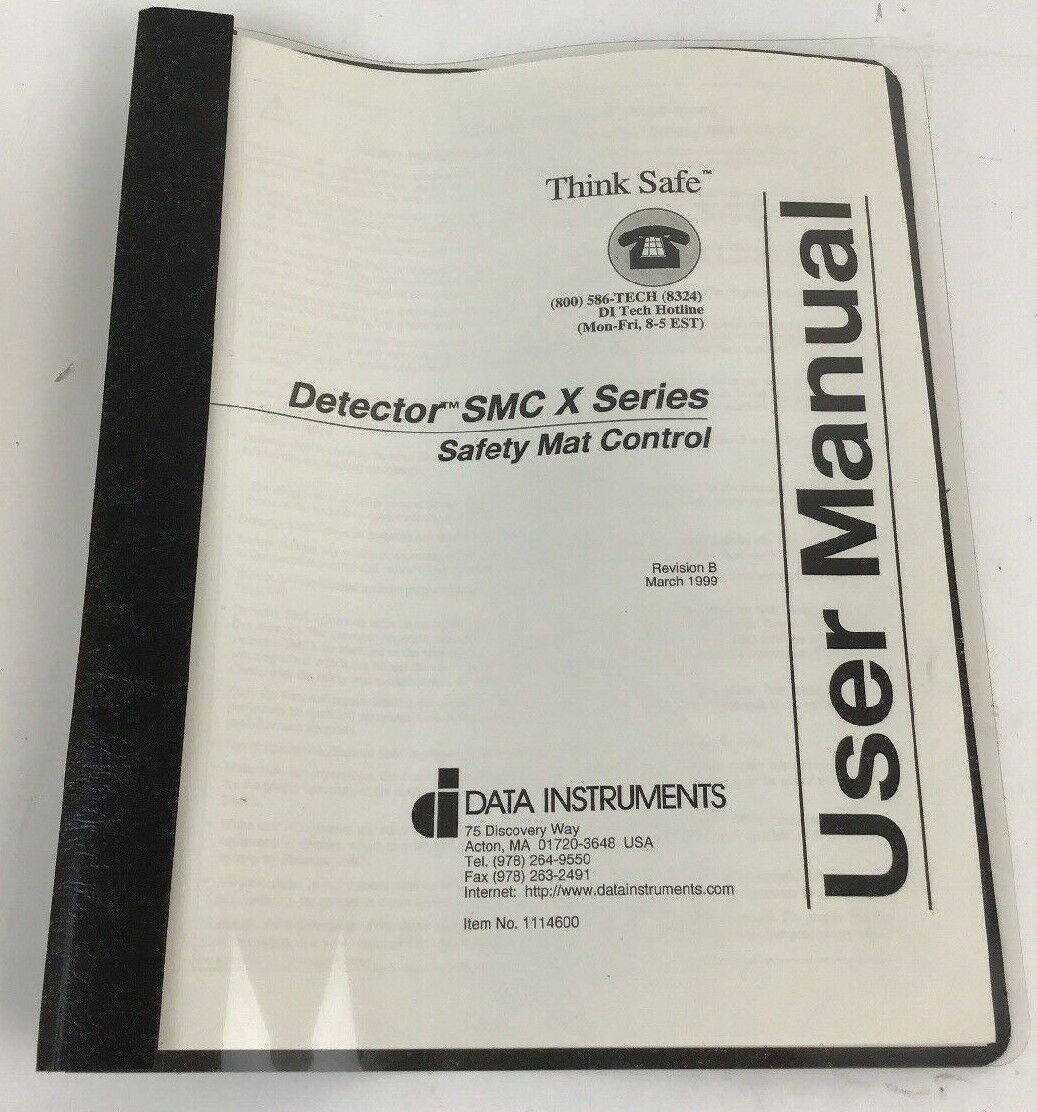 Think Safe™
(800) 586-TECH (8324)
DI Tech Hotline
(Mon-Fri, 8-5 EST)
Detector™ SMC X Series
Safety Mat Control
Revision B
March 1999
User Manual
di DATA INSTRUMENTS
75 Discovery Way
Acton, MA 01720-3648 USA
Tel. (978) 264-9550
Fax (978) 263-2491
Internet: http://www.datainstruments.com
Item No. 1114600